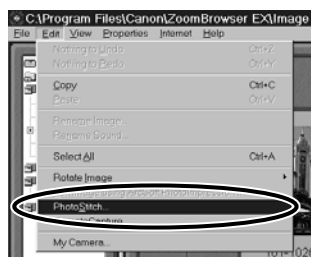 C:\Program Files\Canon\ZoomBrowser EX\Image
File Edit View Properties Internet Help
Nothing to Undo Ctrl+Z
Nothing to Redo Ctrl+Y
Copy Ctrl+C
Paste Ctrl+V
Rename Image...
Rename Sound...
Select All Ctrl+A
Rotate Image
PhotoStitch...
My Camera...